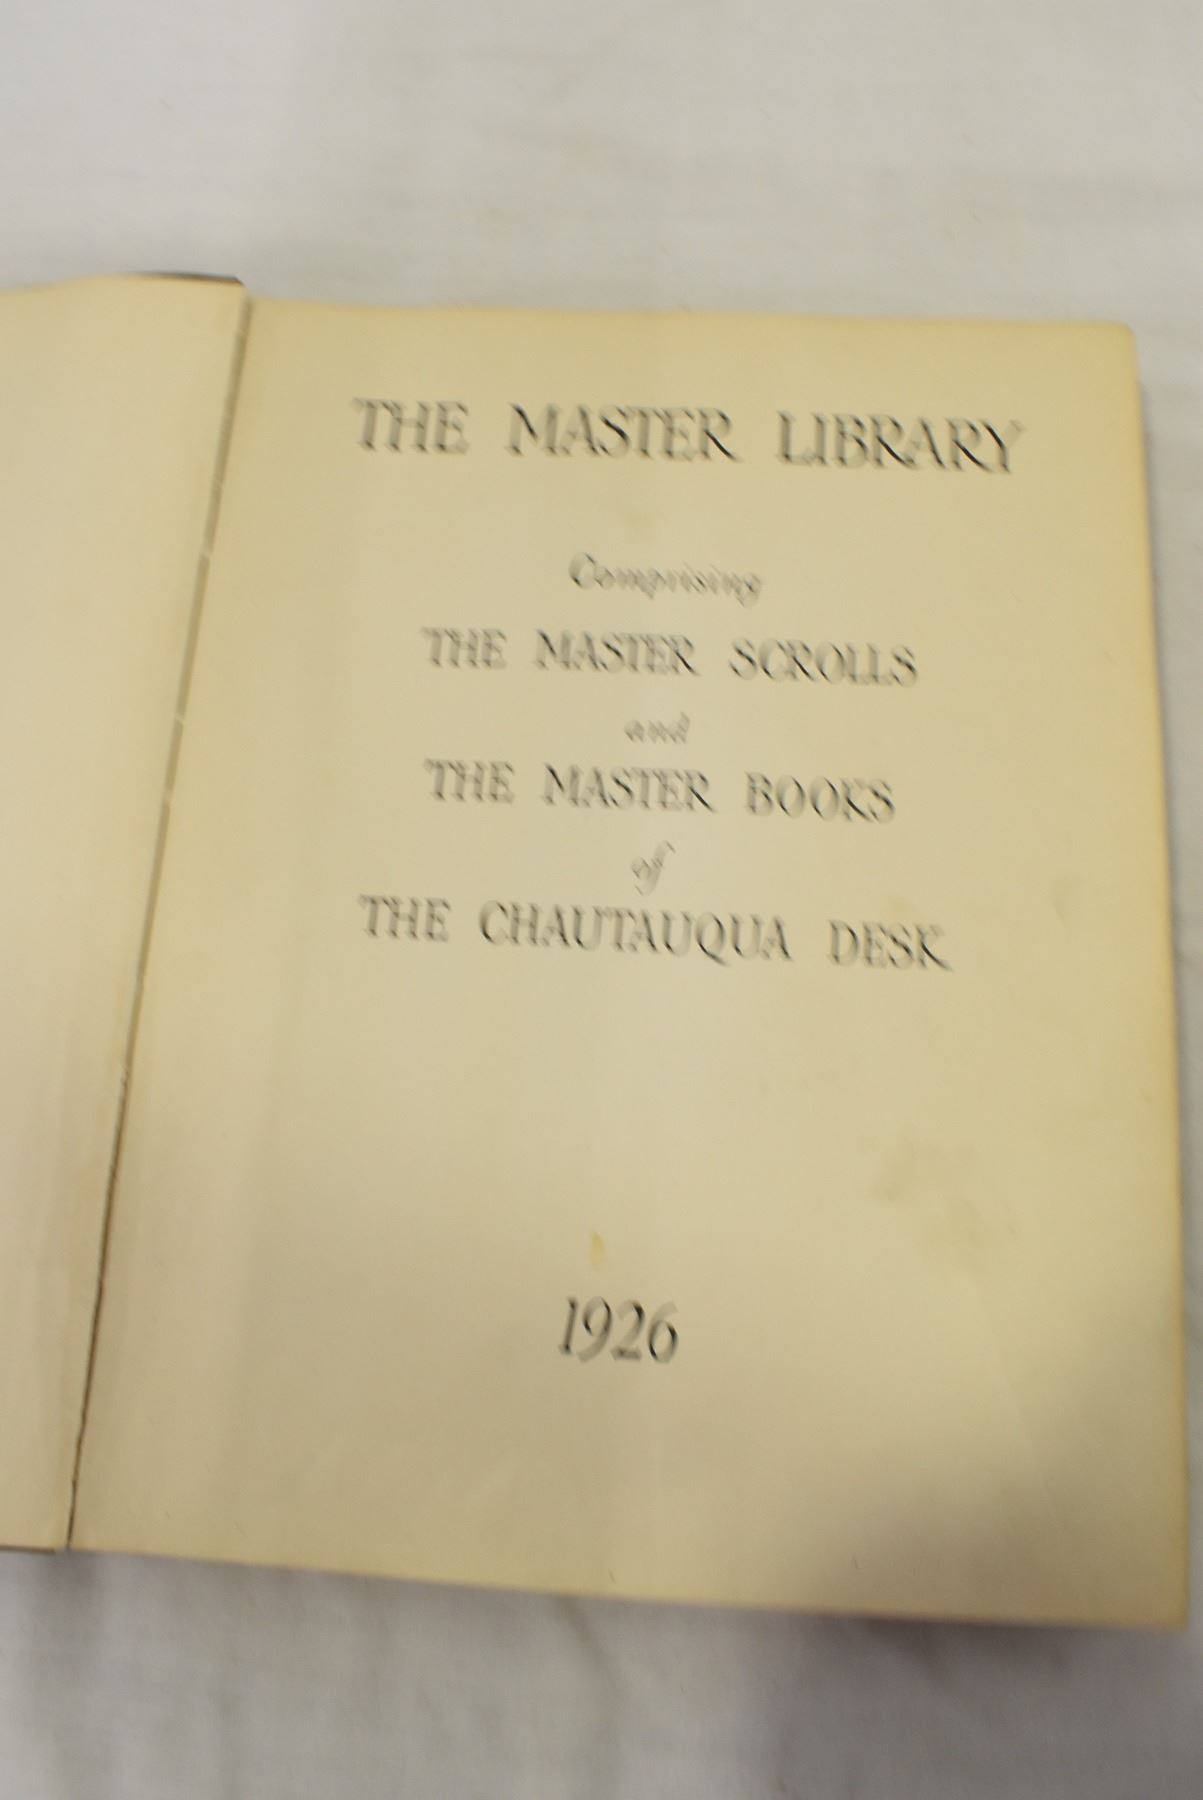 THE MASTER LIBRARY
Comprising
THE MASTER SCROLLS
and
THE MASTER BOOKS
of
THE CHAUTAUQUA DESK
1926